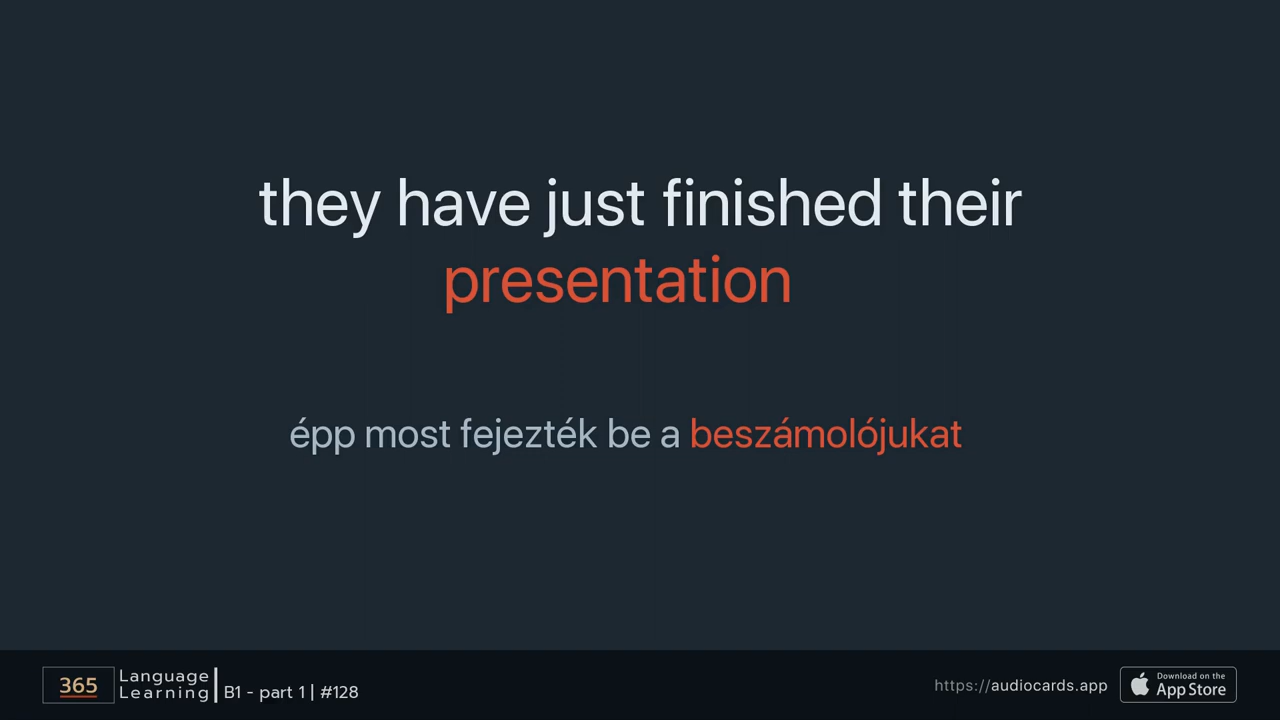 they have just finished their
presentation
épp most fejezték be a beszámolójukat
365
Language
Learning
B1 - part 1 | #128
https://audiocards.app
Download on the
App Store